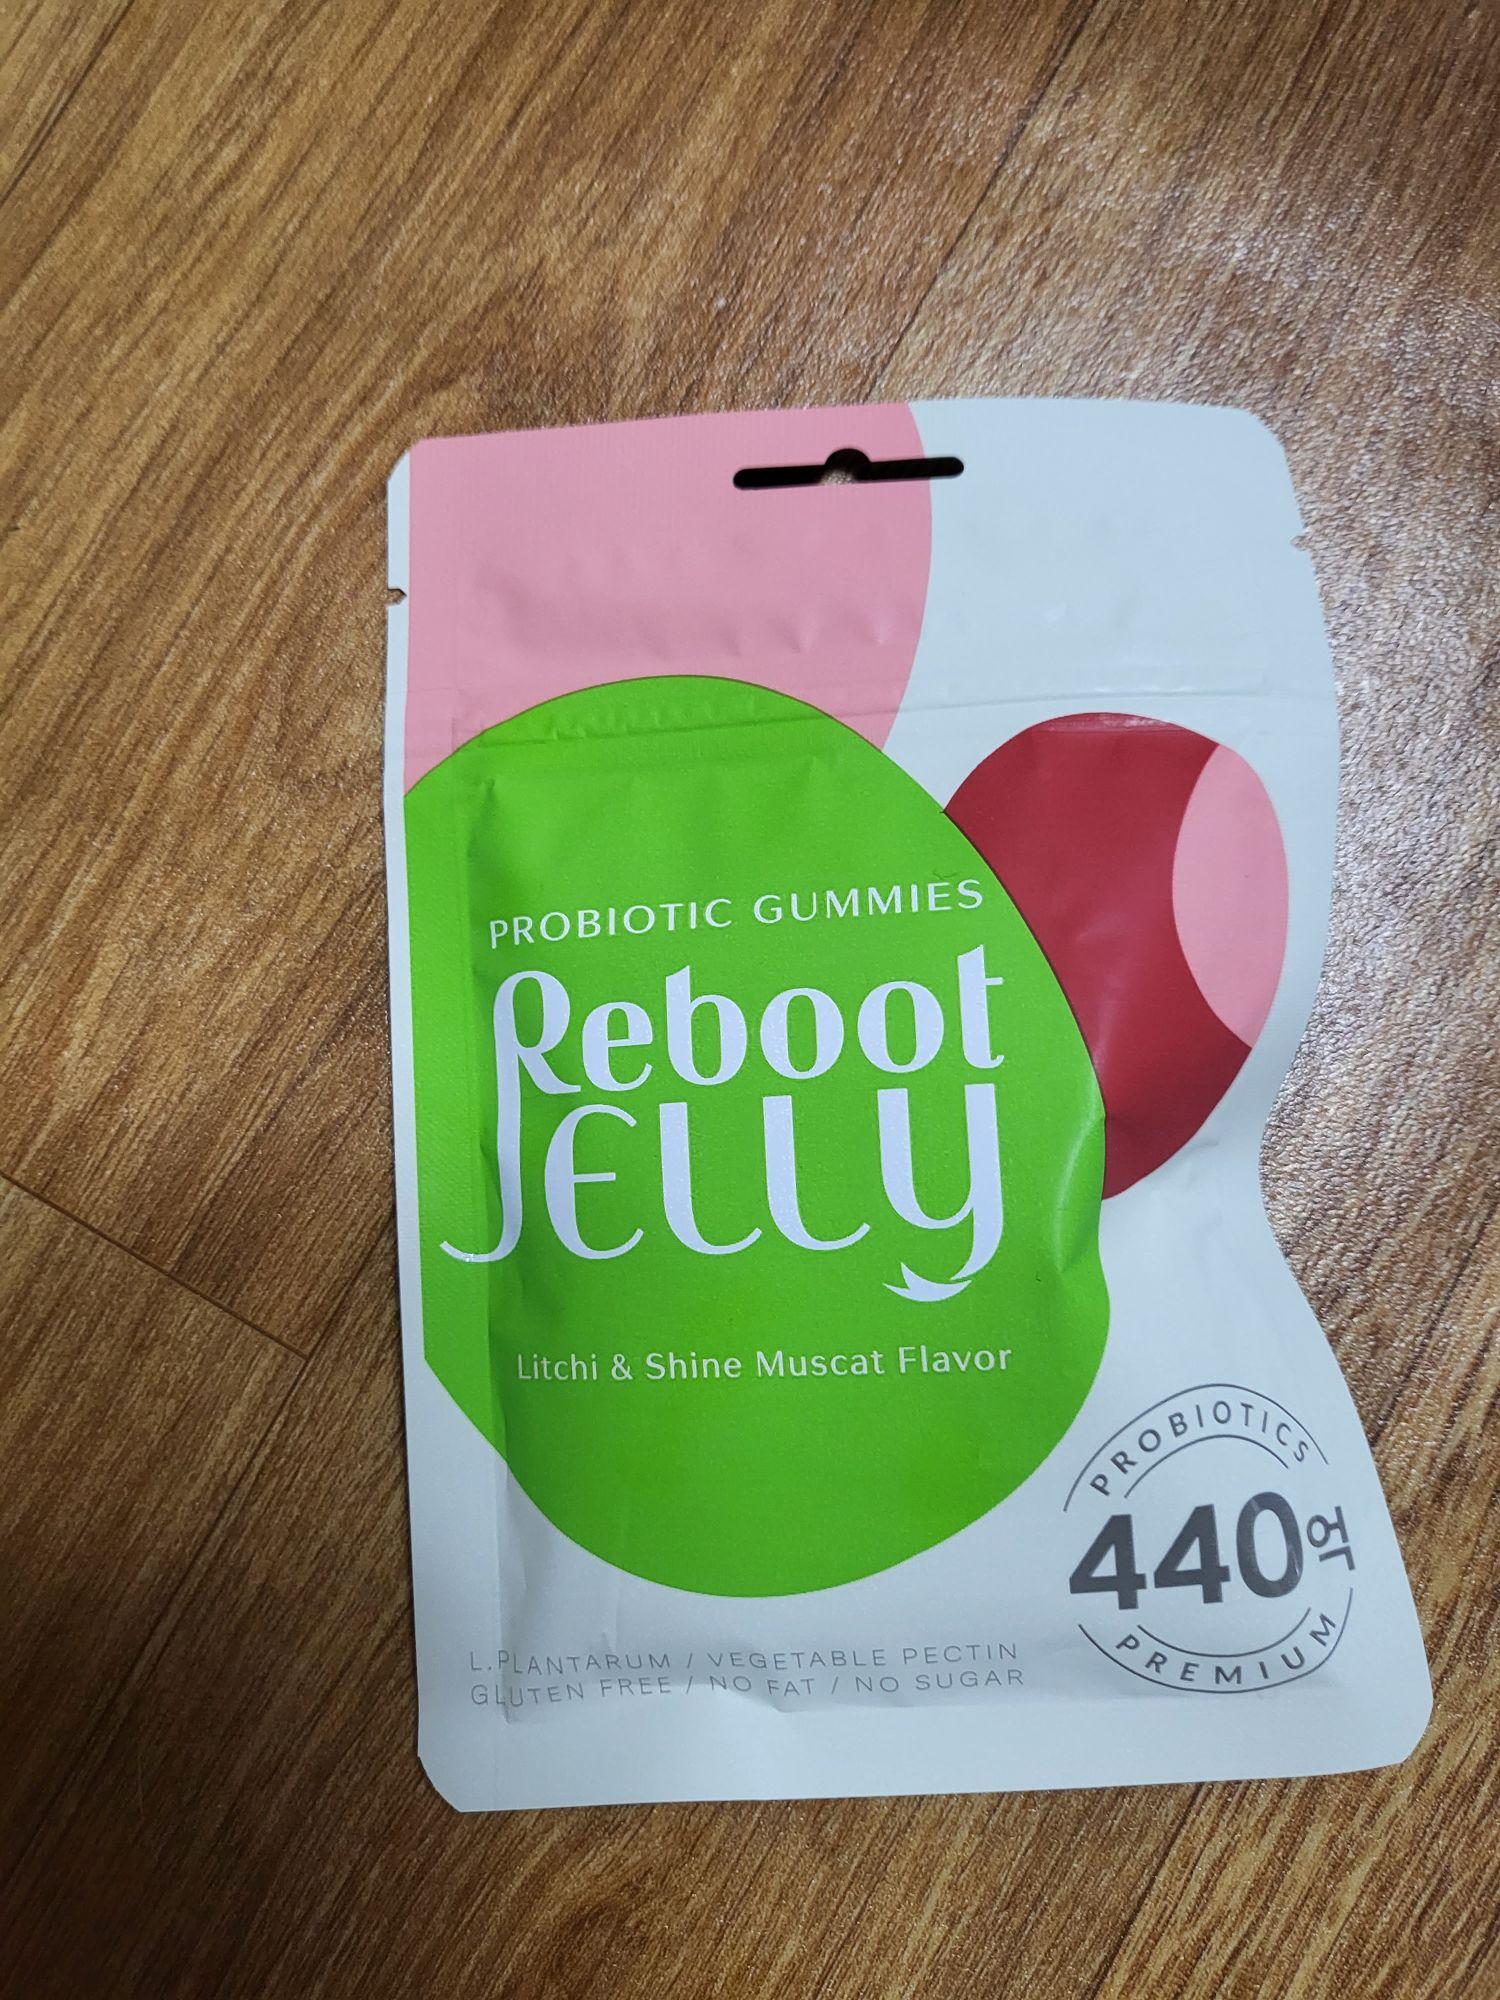 PROBIOTIC GUMMIES
Reboot
JELLY
Litchi & Shine Muscat Flavor
PROBIOTICS
440억
PREMIUM
L.PLANTARUM / VEGETABLE PECTIN
GLUTEN FREE / NO FAT / NO SUGAR